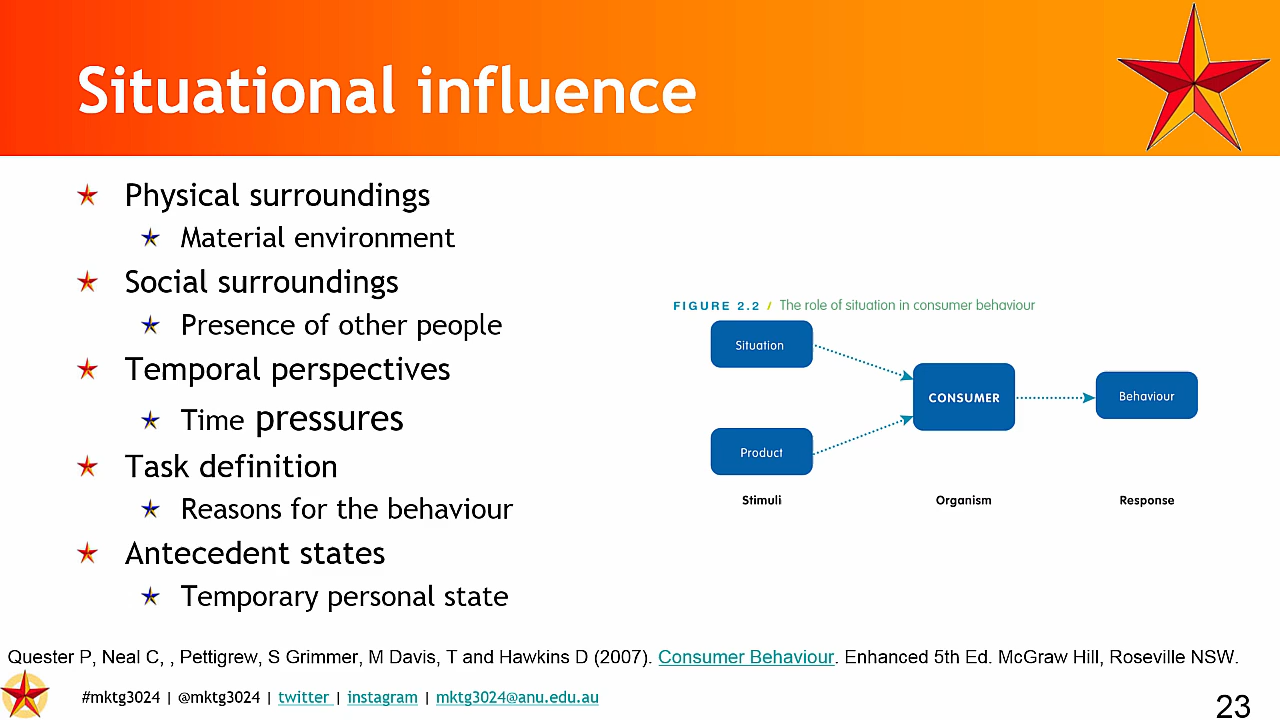 Situational influence
Physical surroundings
Material environment
Social surroundings
Presence of other people
Temporal perspectives
Time pressures
Task definition
Reasons for the behaviour
Antecedent states
Temporary personal state
FIGURE 2.2 / The role of situation in consumer behaviour
Situation
CONSUMER
Behaviour
Product
Stimuli
Organism
Response
Quester P, Neal C, , Pettigrew, S Grimmer, M Davis, T and Hawkins D (2007). Consumer Behaviour. Enhanced 5th Ed. McGraw Hill, Roseville NSW.
#mktg3024 | @mktg3024 | twitter | instagram | mktg3024@anu.edu.au
23